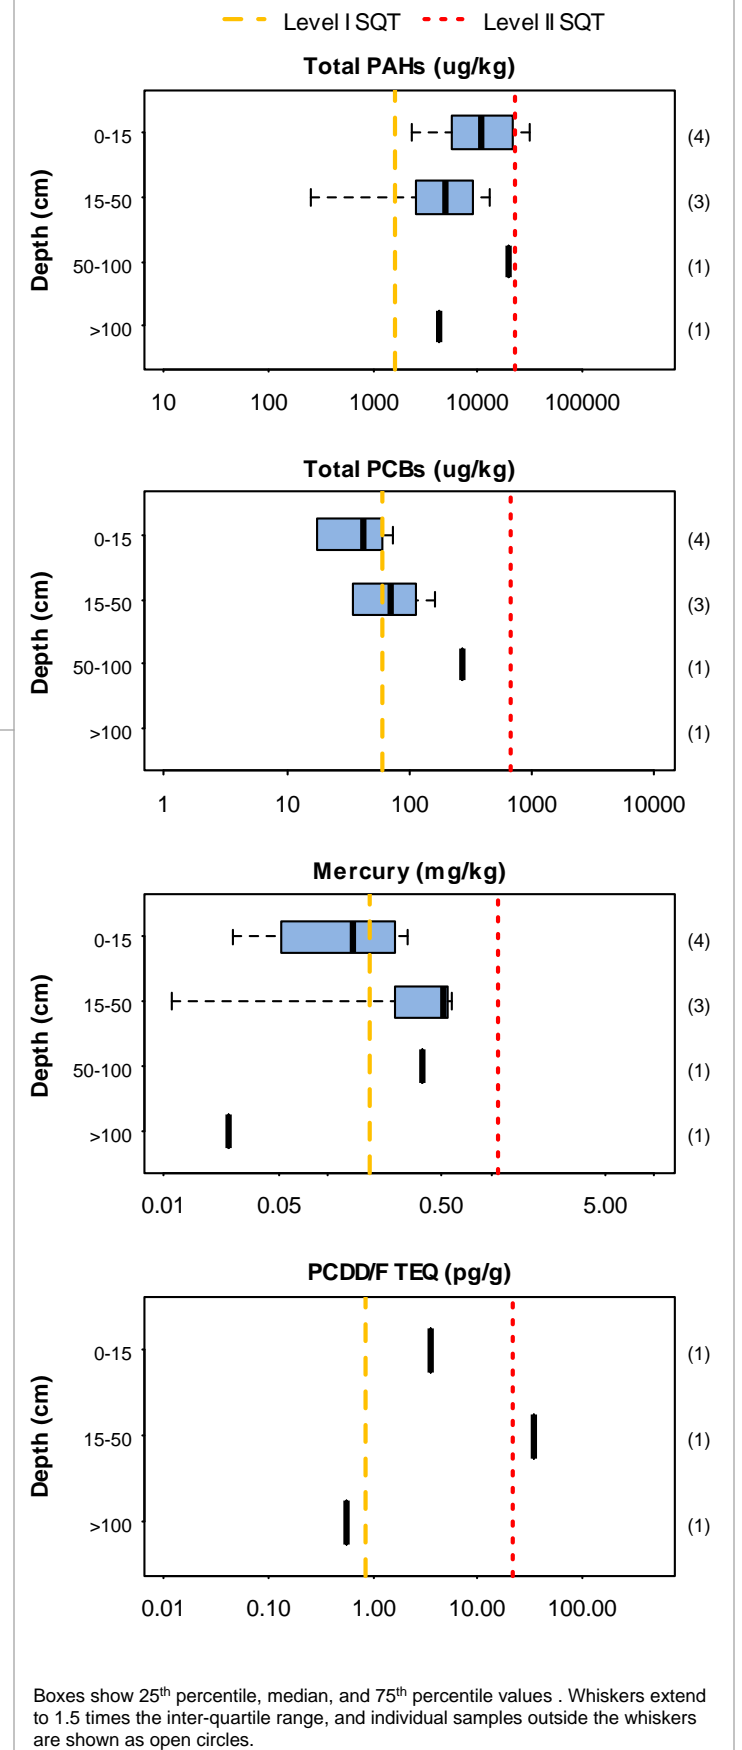 Level I SQT Level II SQT
Total PAHs (ug/kg)
Depth (cm)
0-15 (4)
15-50 (3)
50-100 (1)
>100 (1)
10 100 1000 10000 100000
Total PCBs (ug/kg)
Depth (cm)
0-15 (4)
15-50 (3)
50-100 (1)
>100 (1)
1 10 100 1000 10000
Mercury (mg/kg)
Depth (cm)
0-15 (4)
15-50 (3)
50-100 (1)
>100 (1)
0.01 0.05 0.50 5.00
PCDD/F TEQ (pg/g)
Depth (cm)
0-15 (1)
15-50 (1)
>100 (1)
0.01 0.10 1.00 10.00 100.00
Boxes show 25th percentile, median, and 75th percentile values . Whiskers extend
to 1.5 times the inter-quartile range, and individual samples outside the whiskers
are shown as open circles.